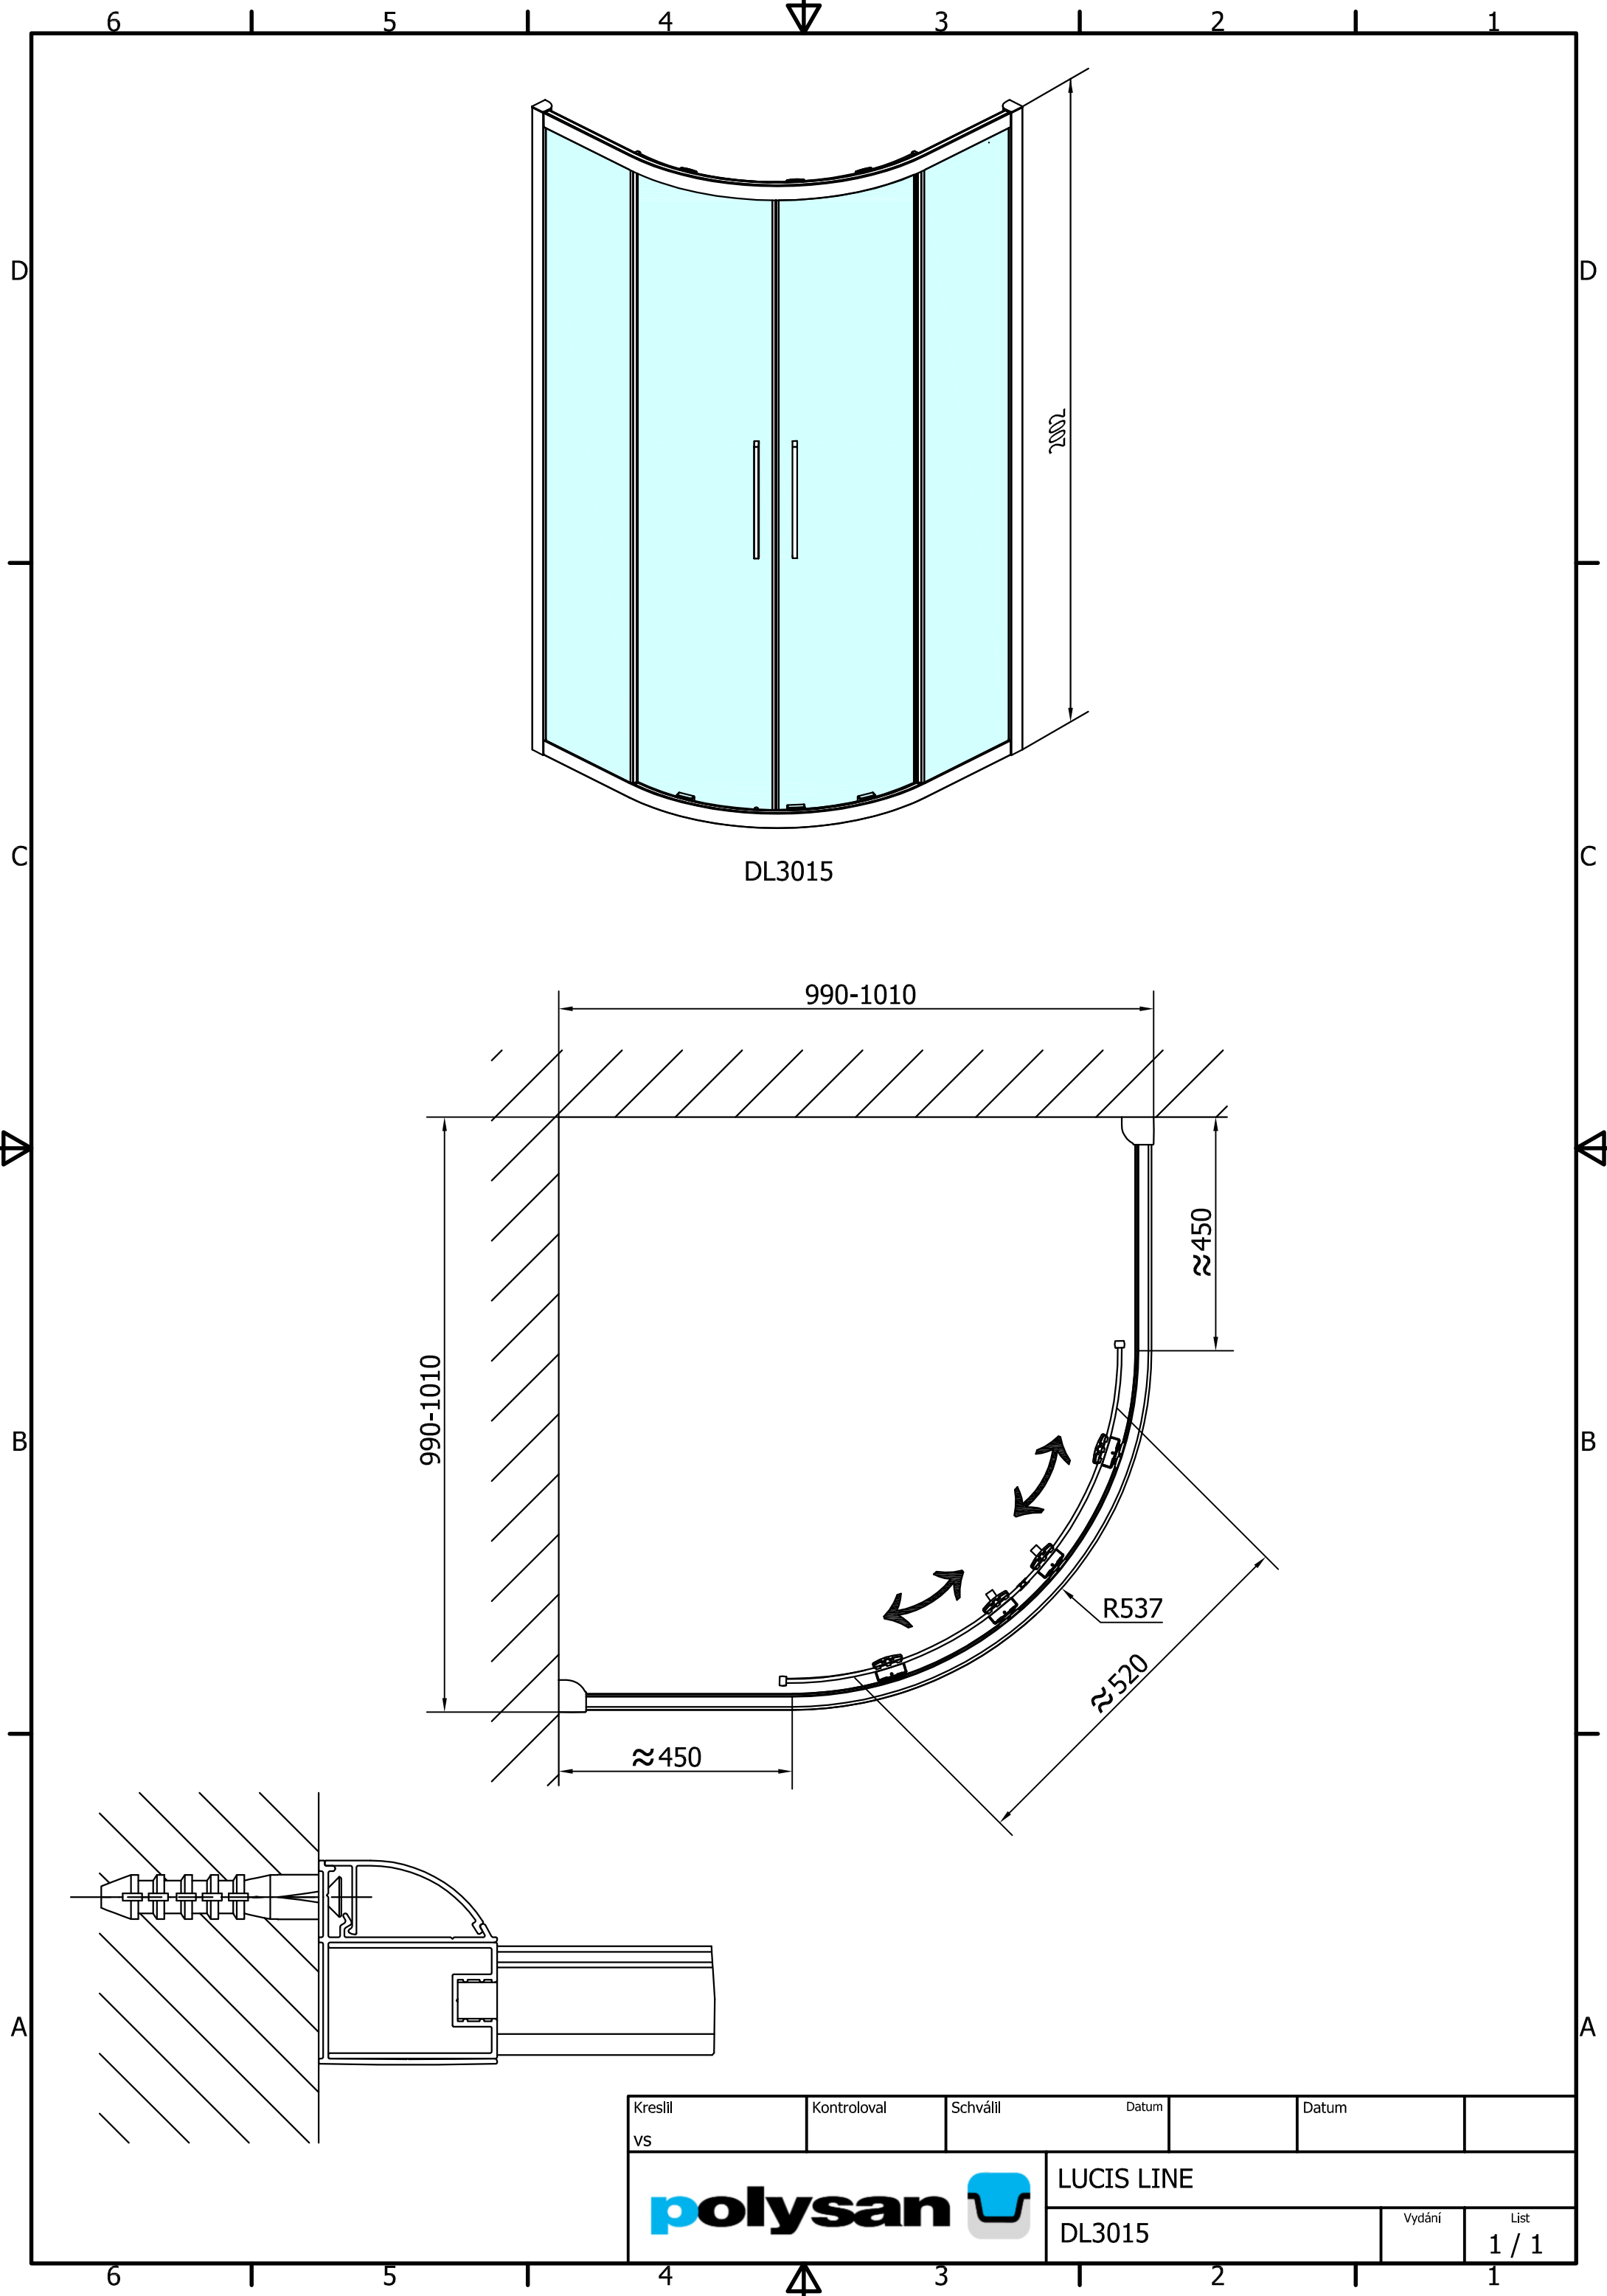 6 5 4 3 2 1
D D
2002
C C
DL3015
990-1010
≈450
990-1010
B B
R537
≈520
≈450
A A
Kreslil Kontroloval Schválil Datum Datum
vs
polysan
LUCIS LINE
DL3015
Vydání List
1 / 1
6 5 4 3 2 1